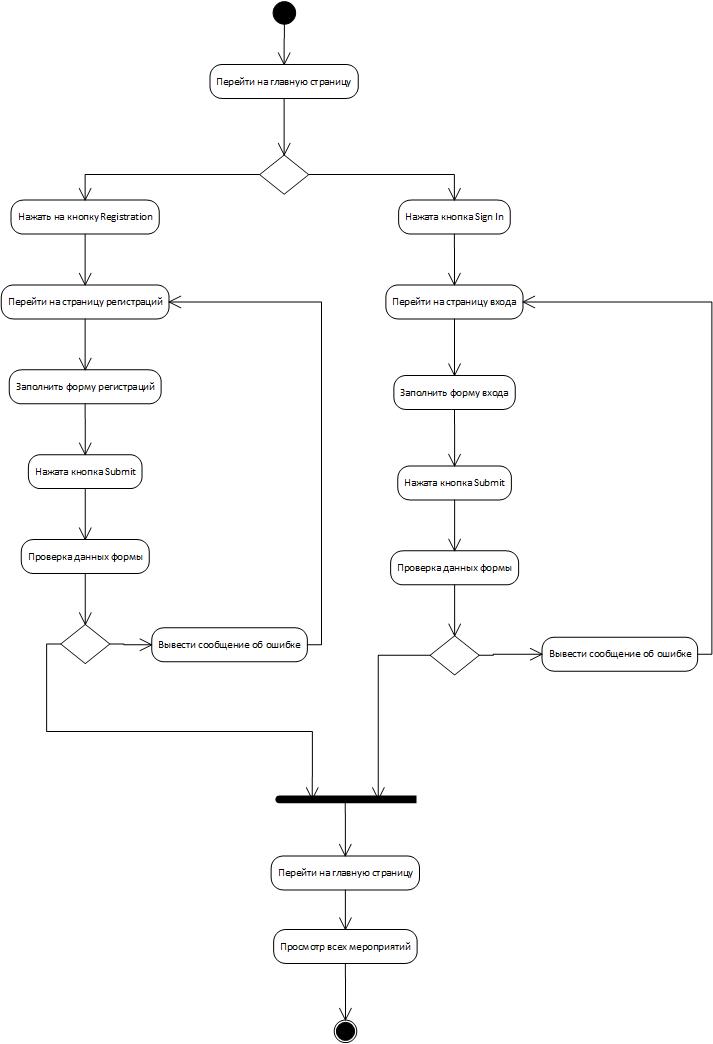 Перейти на главную страницу
Нажать на кнопку Registration
Нажата кнопка Sign In
Перейти на страницу регистраций
Перейти на страницу входа
Заполнить форму регистраций
Заполнить форму входа
Нажата кнопка Submit
Нажата кнопка Submit
Проверка данных формы
Проверка данных формы
Вывести сообщение об ошибке
Вывести сообщение об ошибке
Перейти на главную страницу
Просмотр всех мероприятий